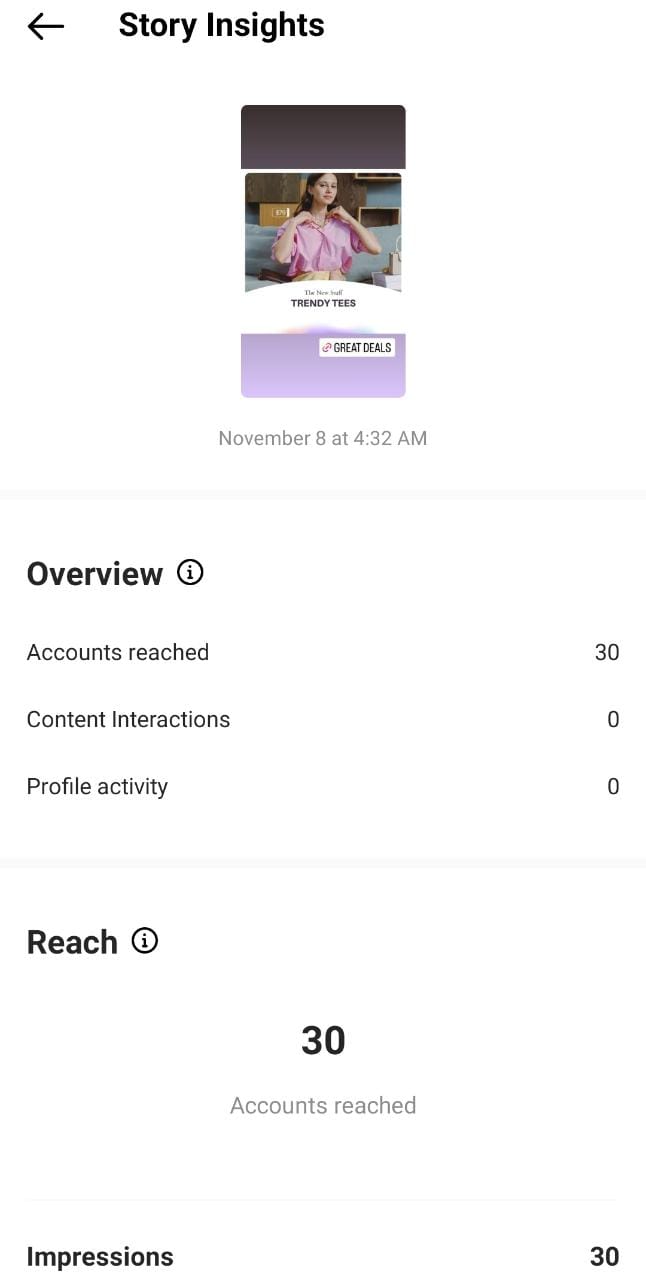 Story Insights
$79
The New Stuff
TRENDY TEES
GREAT DEALS
November 8 at 4:32 AM
Overview
Accounts reached 30
Content Interactions 0
Profile activity 0
Reach
30
Accounts reached
Impressions 30